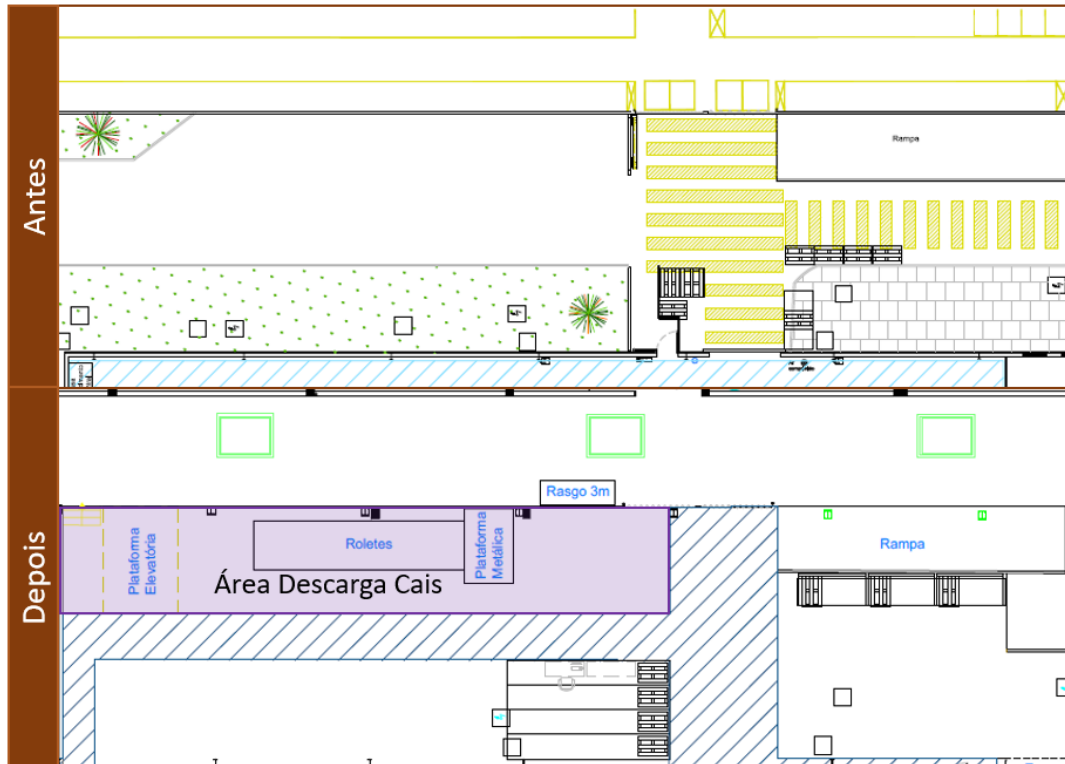 Antes
Rampa
Depois
Rasgo 3m
Plataforma
Elevatória
Roletes
Plataforma
Metálica
Rampa
Área Descarga Cais